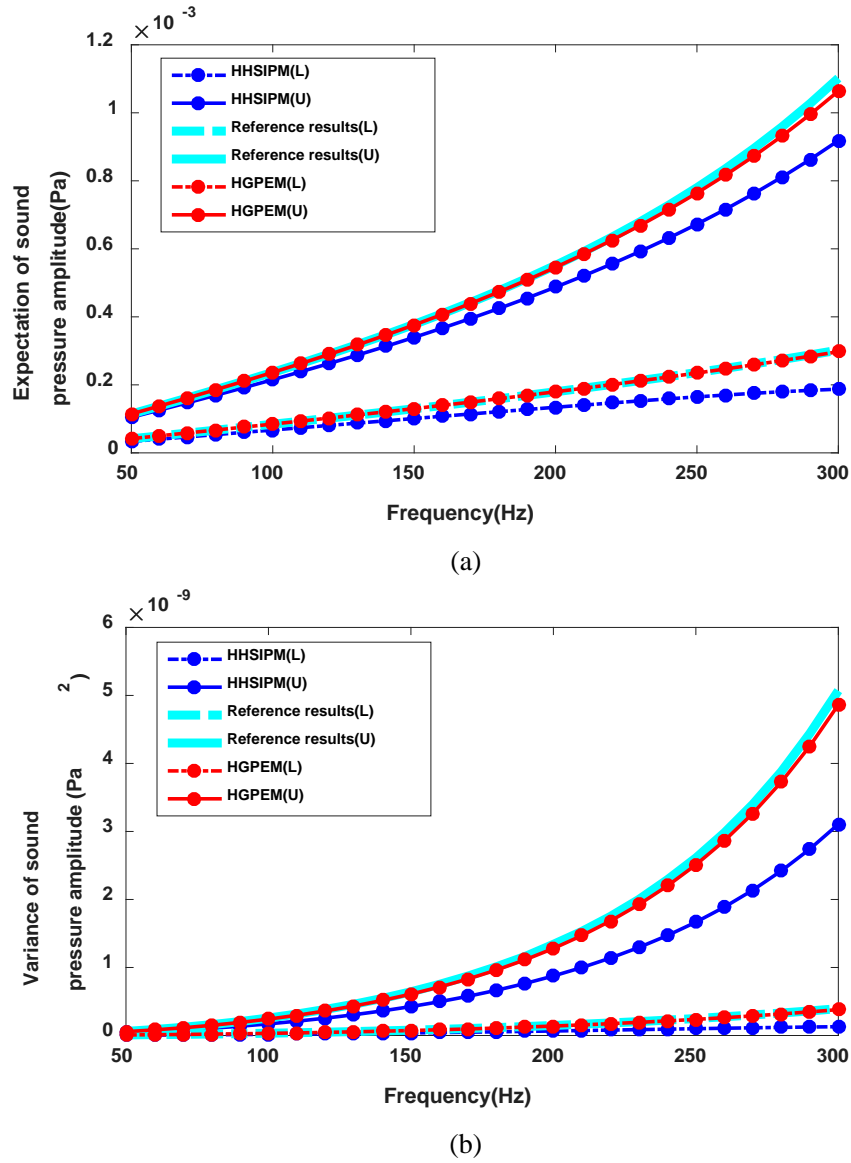 × 10 -3
1.2
1
0.8
0.6
0.4
0.2
0
Expectation of sound
pressure amplitude(Pa)
HHSIPM(L)
HHSIPM(U)
Reference results(L)
Reference results(U)
HGPEM(L)
HGPEM(U)
50 100 150 200 250 300
Frequency(Hz)
(a)
× 10 -9
6
5
4
3
2
1
0
Variance of sound
pressure amplitude (Pa 2 )
HHSIPM(L)
HHSIPM(U)
Reference results(L)
Reference results(U)
HGPEM(L)
HGPEM(U)
50 100 150 200 250 300
Frequency(Hz)
(b)